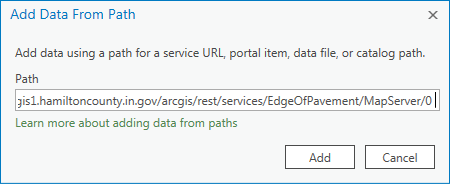 Add Data From Path
Add data using a path for a service URL, portal item, data file, or catalog path.
Path
gis1.hamiltoncounty.in.gov/arcgis/rest/services/EdgeOfPavement/MapServer/0
Learn more about adding data from paths
Add Cancel